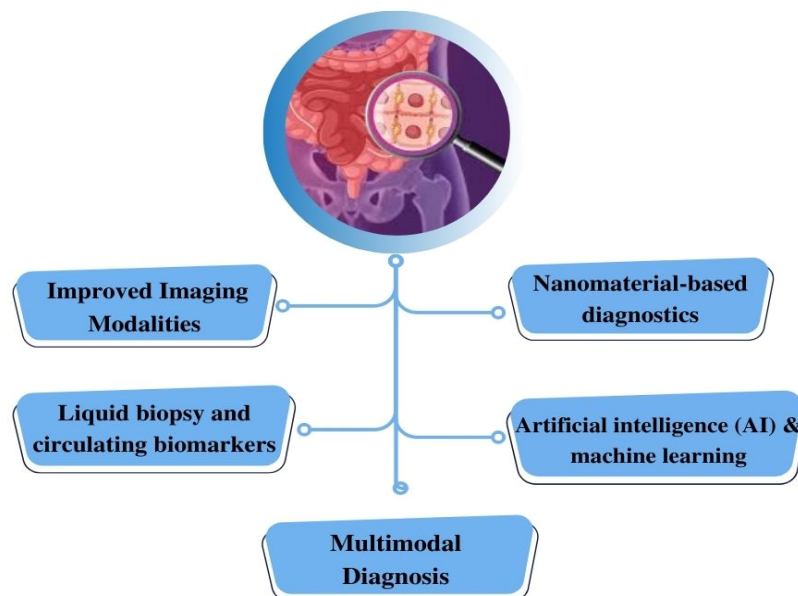 Improved Imaging
Modalities
Nanomaterial-based
diagnostics
Liquid biopsy and
circulating biomarkers
Artificial intelligence (AI) &
machine learning
Multimodal
Diagnosis